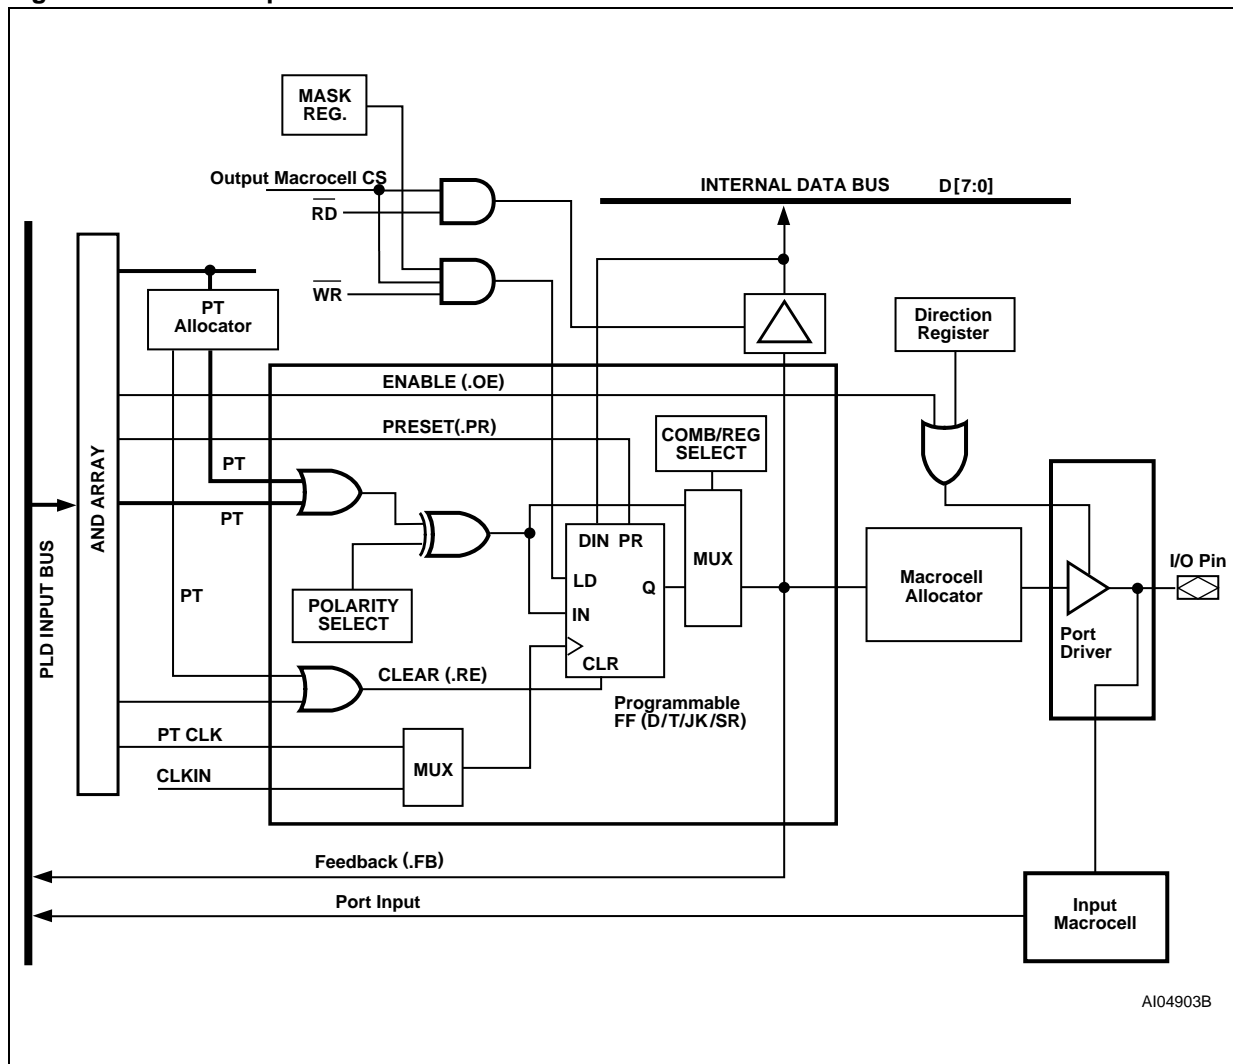 MASK
REG.
Output Macrocell CS
RD
WR
INTERNAL DATA BUS D[7:0]
PT
Allocator
Direction
Register
ENABLE (.OE)
PRESET(.PR)
COMB/REG
SELECT
PT
PT
AND ARRAY
PLD INPUT BUS
DIN PR
MUX
LD
Q
IN
CLR
POLARITY
SELECT
PT
Macrocell
Allocator
I/O Pin
Port
Driver
CLEAR (.RE)
Programmable
FF (D/T/JK/SR)
PT CLK
MUX
CLKIN
Feedback (.FB)
Port Input
Input
Macrocell
AI04903B